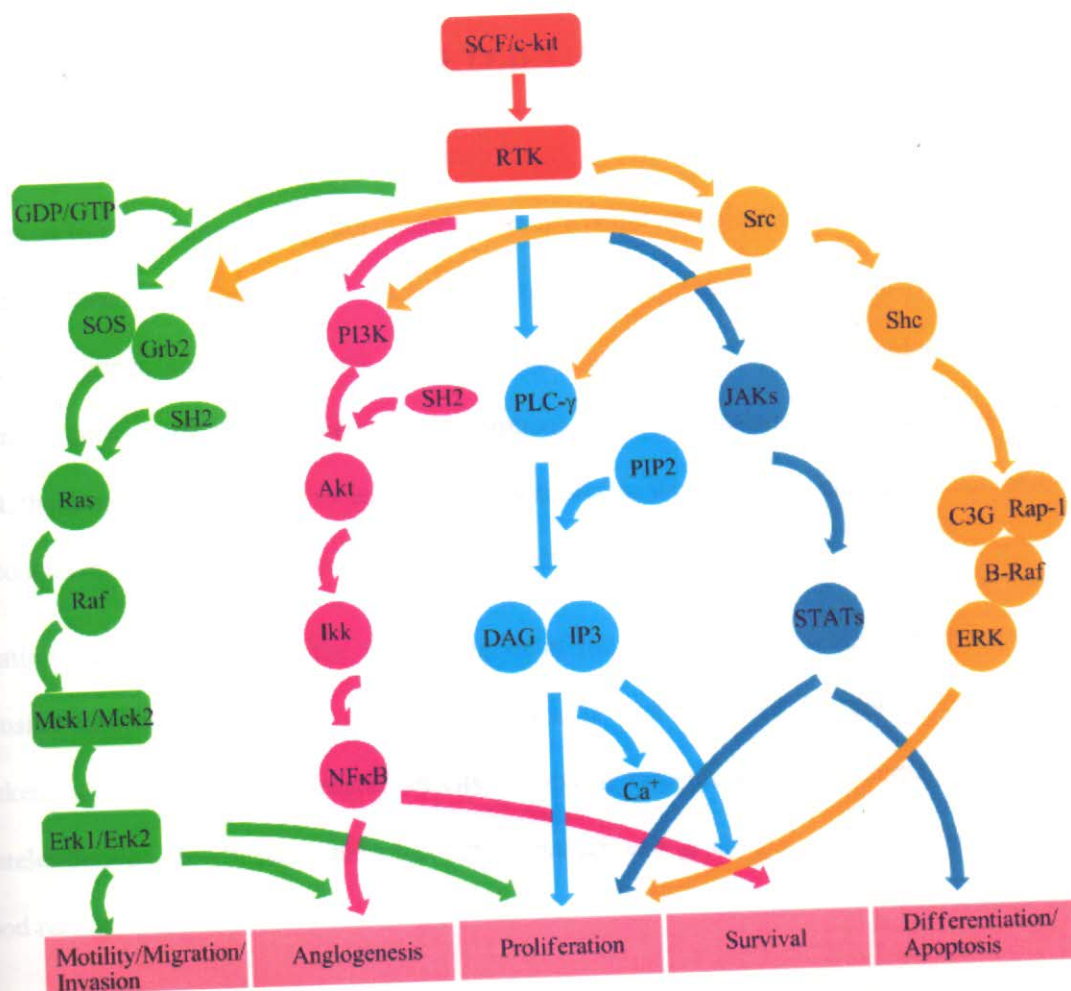 SCF/c-kit
RTK
GDP/GTP
Src
SOS
Grb2
PI3K
Shc
SH2
SH2
PLC-γ
JAKs
Ras
Akt
PIP2
C3G
Rap-1
B-Raf
Raf
Ikk
DAG
IP3
STATs
ERK
Mek1/Mek2
NFκB
Ca⁺
Erk1/Erk2
Motility/Migration/
Invasion
Anglogenesis
Proliferation
Survival
Differentiation/
Apoptosis